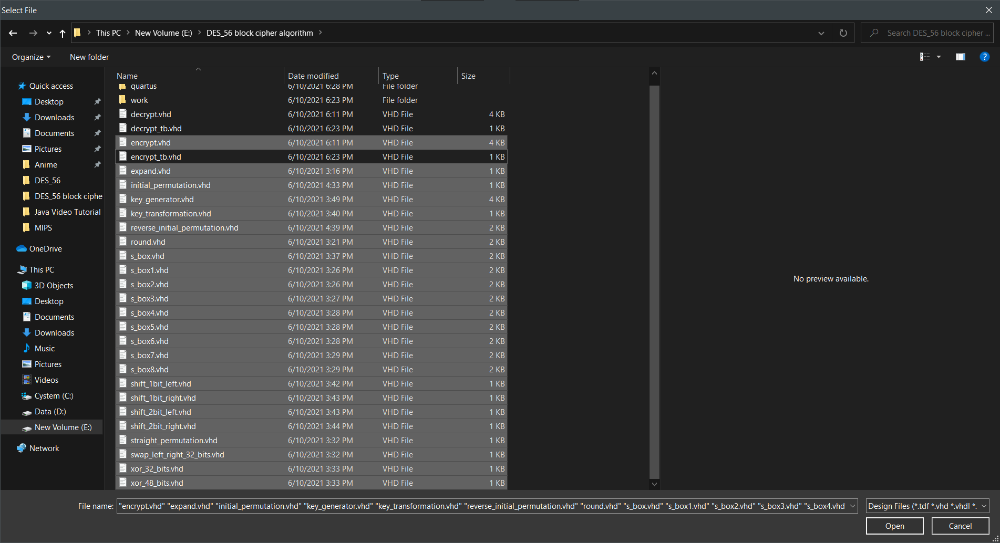 Select File
This PC New Volume (E:) DES_56 block cipher algorithm
Search DES_56 block cipher ...
Organize New folder
?
Quick access
Desktop
Downloads
Documents
Pictures
Anime
DES_56
DES_56 block ciphe
Java Video Tutorial
MIPS
OneDrive
This PC
3D Objects
Desktop
Documents
Downloads
Music
Pictures
Videos
Cystem (C:)
Data (D:)
New Volume (E:)
Network
Name Date modified Type Size
quartus 6/10/2021 6:28 PM File folder
work 6/10/2021 6:23 PM File folder
decrypt.vhd 6/10/2021 6:11 PM VHD File 4 KB
decrypt_tb.vhd 6/10/2021 6:23 PM VHD File 1 KB
encrypt.vhd 6/10/2021 6:11 PM VHD File 4 KB
encrypt_tb.vhd 6/10/2021 6:23 PM VHD File 1 KB
expand.vhd 6/10/2021 3:16 PM VHD File 1 KB
initial_permutation.vhd 6/10/2021 4:33 PM VHD File 1 KB
key_generator.vhd 6/10/2021 3:49 PM VHD File 4 KB
key_transformation.vhd 6/10/2021 3:40 PM VHD File 1 KB
reverse_initial_permutation.vhd 6/10/2021 4:39 PM VHD File 2 KB
round.vhd 6/10/2021 3:21 PM VHD File 2 KB
s_box.vhd 6/10/2021 3:37 PM VHD File 2 KB
s_box1.vhd 6/10/2021 3:26 PM VHD File 2 KB
s_box2.vhd 6/10/2021 3:26 PM VHD File 2 KB
s_box3.vhd 6/10/2021 3:27 PM VHD File 2 KB
s_box4.vhd 6/10/2021 3:28 PM VHD File 2 KB
s_box5.vhd 6/10/2021 3:28 PM VHD File 2 KB
s_box6.vhd 6/10/2021 3:28 PM VHD File 2 KB
s_box7.vhd 6/10/2021 3:29 PM VHD File 2 KB
s_box8.vhd 6/10/2021 3:29 PM VHD File 2 KB
shift_1bit_left.vhd 6/10/2021 3:42 PM VHD File 1 KB
shift_1bit_right.vhd 6/10/2021 3:43 PM VHD File 1 KB
shift_2bit_left.vhd 6/10/2021 3:43 PM VHD File 1 KB
shift_2bit_right.vhd 6/10/2021 3:44 PM VHD File 1 KB
straight_permutation.vhd 6/10/2021 3:32 PM VHD File 1 KB
swap_left_right_32_bits.vhd 6/10/2021 3:32 PM VHD File 1 KB
xor_32_bits.vhd 6/10/2021 3:33 PM VHD File 1 KB
xor_48_bits.vhd 6/10/2021 3:33 PM VHD File 1 KB
No preview available.
File name: "encrypt.vhd" "expand.vhd" "initial_permutation.vhd" "key_generator.vhd" "key_transformation.vhd" "reverse_initial_permutation.vhd" "round.vhd" "s_box.vhd" "s_box1.vhd" "s_box2.vhd" "s_box3.vhd" "s_box4.vhd
Design Files (*.tdf *.vhd *.vhdl *.
Open Cancel